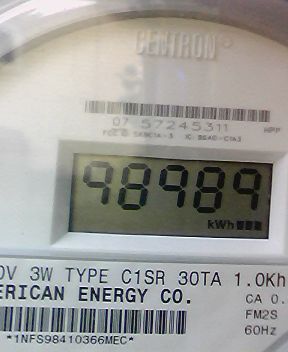 CENTRON®
07 57245311
APP
98989
kWh
0V 3W TYPE C1SR 30TA 1.0Kh
ERICAN ENERGY CO.
CA 0.
FM2S
60Hz
*1NFS98410366MEC*